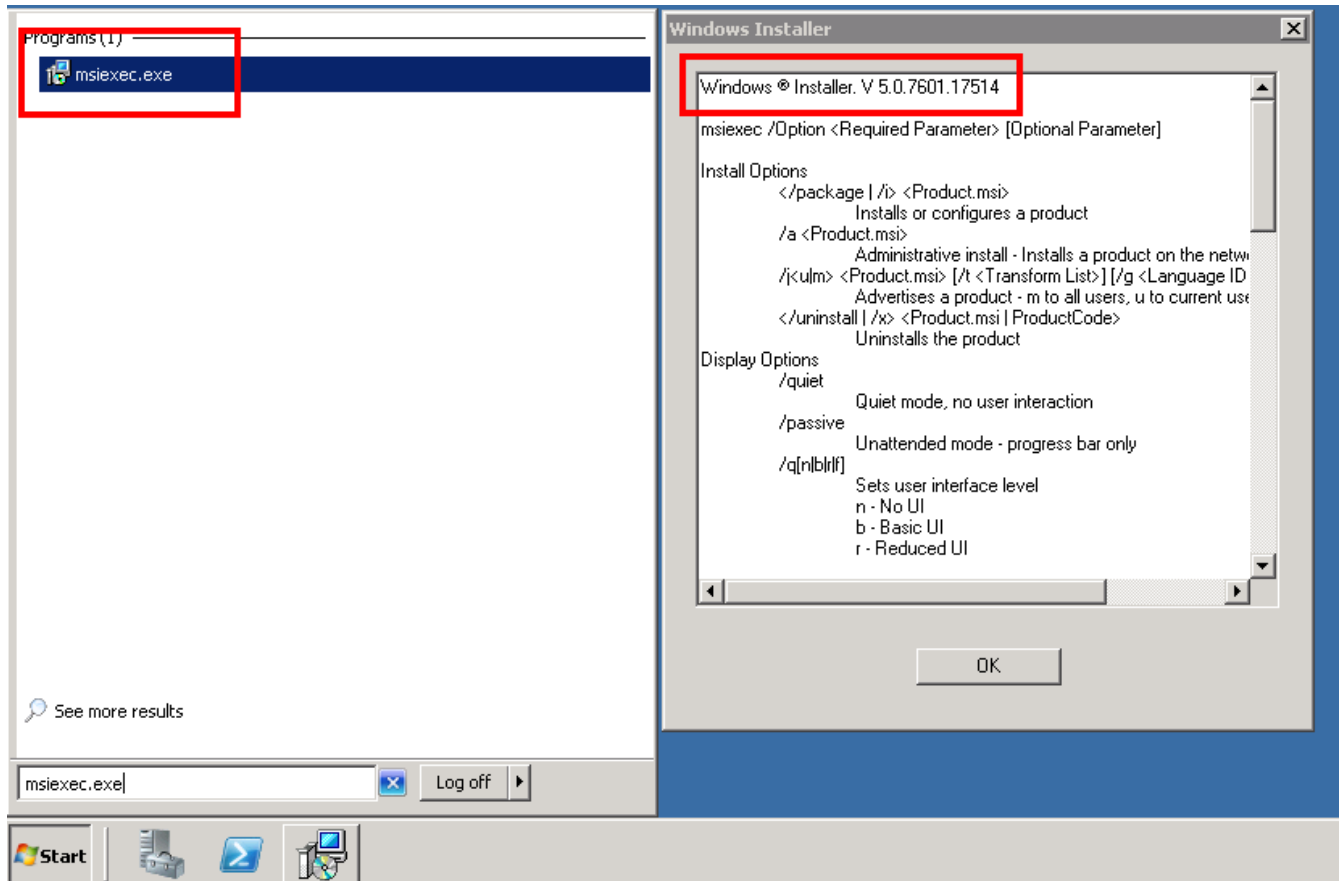 Programs (1)
msiexec.exe
See more results
msiexec.exe
Log off
Start
Windows Installer
Windows ® Installer. V 5.0.7601.17514
msiexec /Option <Required Parameter> [Optional Parameter]
Install Options
</package | /i> <Product.msi>
Installs or configures a product
/a <Product.msi>
Administrative install - Installs a product on the netw
/j<u|m> <Product.msi> [/t <Transform List>] [/g <Language ID
Advertises a product - m to all users, u to current use
</uninstall | /x> <Product.msi | ProductCode>
Uninstalls the product
Display Options
/quiet
Quiet mode, no user interaction
/passive
Unattended mode - progress bar only
/q[n|b|r|f]
Sets user interface level
n - No UI
b - Basic UI
r - Reduced UI
OK